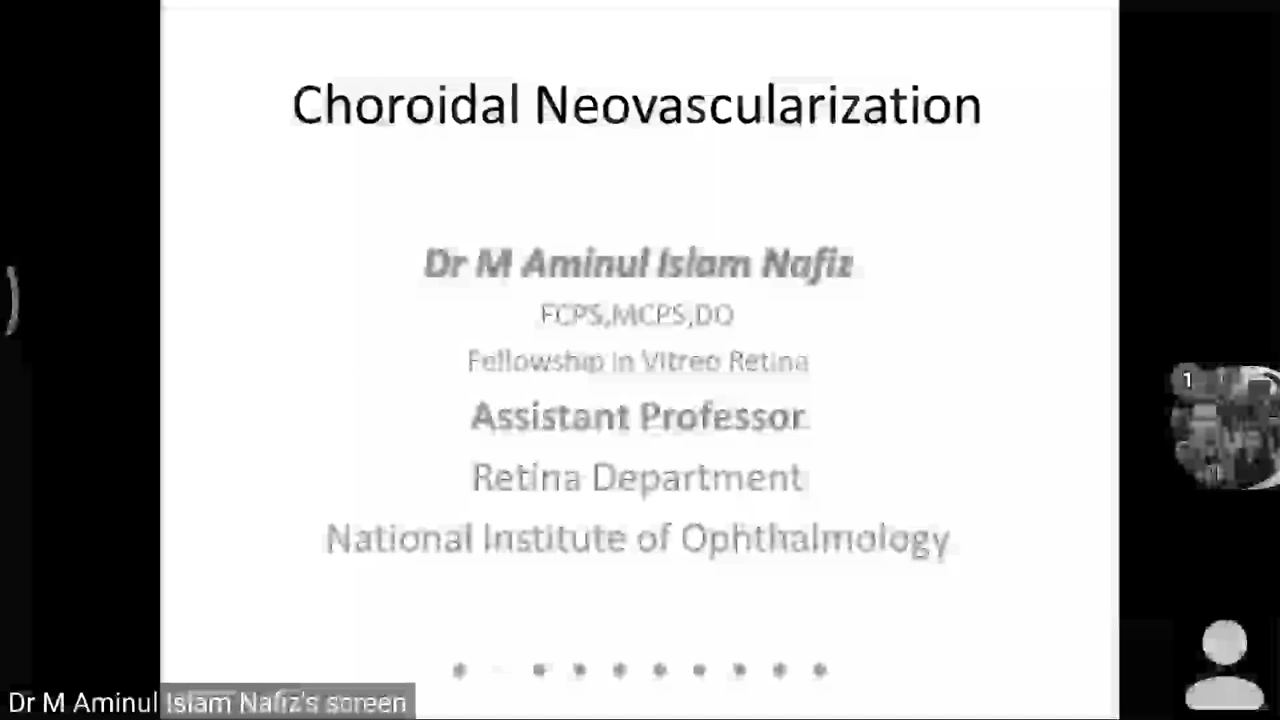 Choroidal Neovascularization
Dr M Aminul Islam Nafiz
FCPS,MCPS,DO
Fellowship in Vitreo Retina
Assistant Professor
Retina Department
National Institute of Ophthalmology
1
Dr M Aminul Islam Nafiz's screen